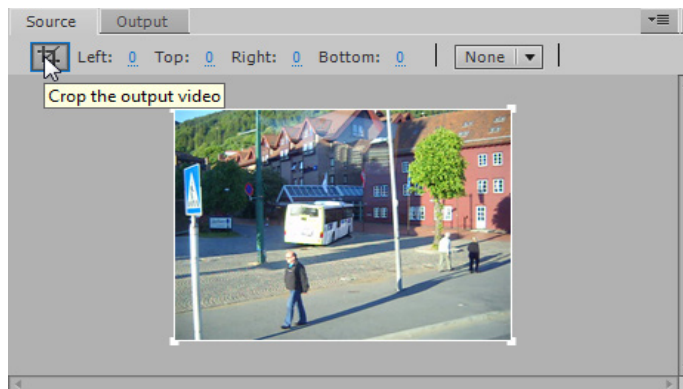 Source Output
Left: 0 Top: 0 Right: 0 Bottom: 0 None
Crop the output video